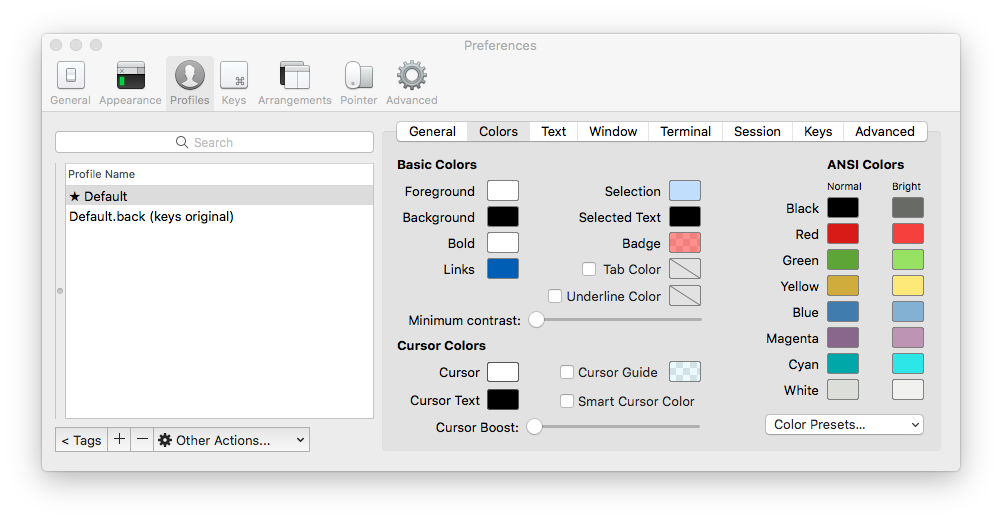 Preferences
General Appearance Profiles Keys Arrangements Pointer Advanced
Search
Profile Name
★ Default
Default.back (keys original)
< Tags + − Other Actions...
General Colors Text Window Terminal Session Keys Advanced
Basic Colors
Foreground
Background
Bold
Links
Selection
Selected Text
Badge
Tab Color
Underline Color
Minimum contrast:
Cursor Colors
Cursor
Cursor Text
Cursor Guide
Smart Cursor Color
Cursor Boost:
ANSI Colors
Normal Bright
Black
Red
Green
Yellow
Blue
Magenta
Cyan
White
Color Presets...